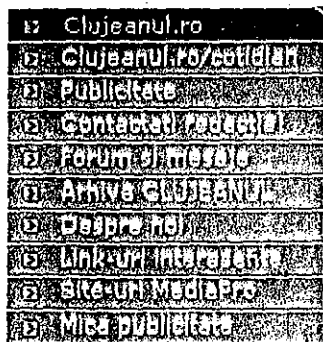 Clujeanul.ro
Clujeanul.ro/cotidian
Publicitate
Contactati redactia!
Forum si mesaje
Arhiva CLUJEANUL
Despre noi
Link-uri interesante
Site-uri MediaPro
Mica publicitate